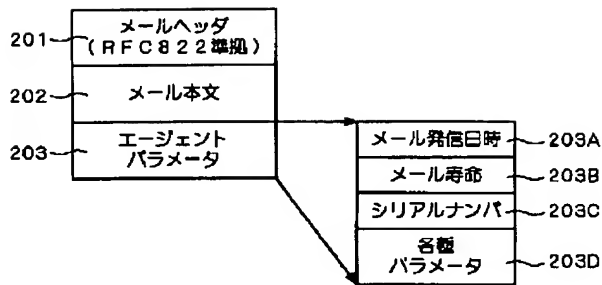 メールヘッダ
201
(RFC822準拠)
202
メール本文
203
エージェント
パラメータ
メール発信日時
203A
メール寿命
203B
シリアルナンバ
203C
各種
パラメータ
203D